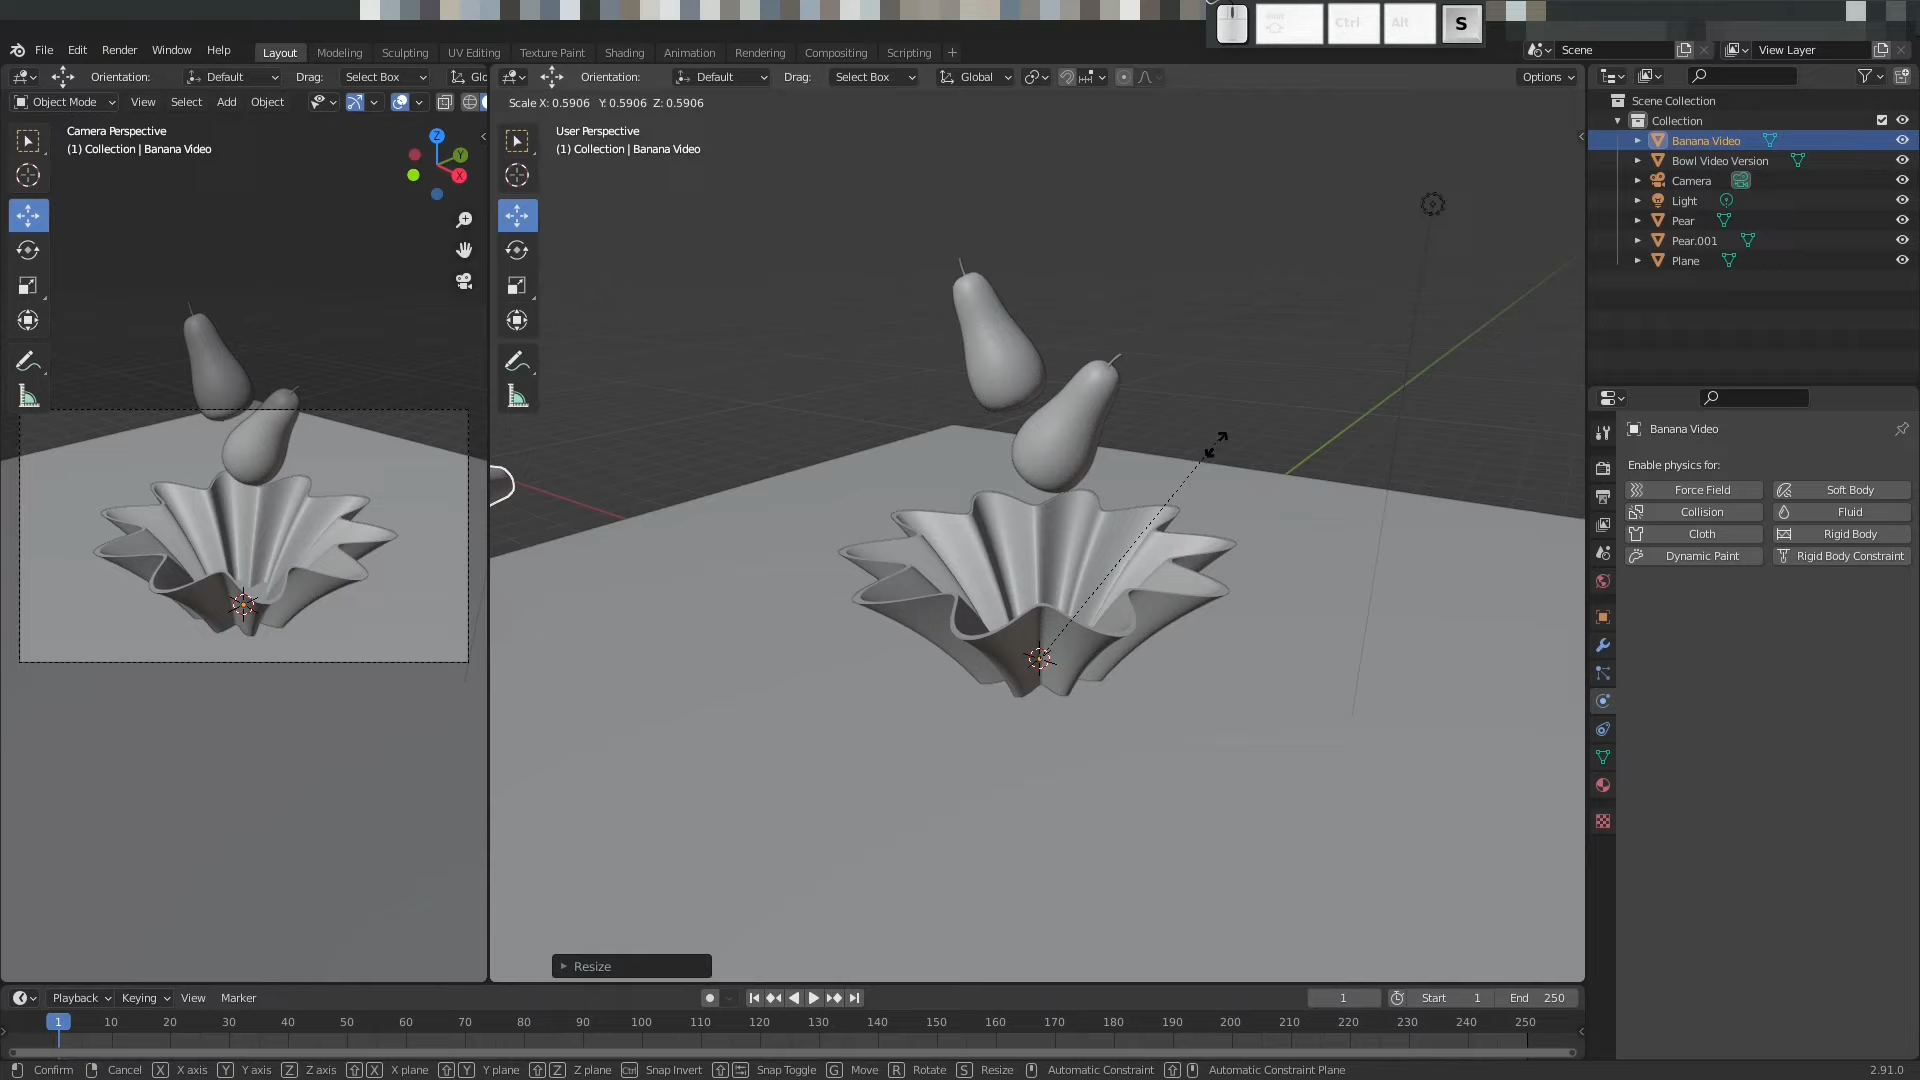 Ctrl Alt S
File Edit Render Window Help Layout Modeling Sculpting UV Editing Texture Paint Shading Animation Rendering Compositing Scripting + Scene View Layer
Orientation: Default Drag: Select Box Glo Orientation: Default Drag: Select Box Global Options
Object Mode View Select Add Object Scale X: 0.5906 Y: 0.5906 Z: 0.5906
Camera Perspective
(1) Collection | Banana Video
Z
Y
X
User Perspective
(1) Collection | Banana Video
Scene Collection
Collection
Banana Video
Bowl Video Version
Camera
Light
Pear
Pear.001
Plane
Banana Video
Enable physics for:
Force Field Soft Body
Collision Fluid
Cloth Rigid Body
Dynamic Paint Rigid Body Constraint
Resize
Playback Keying View Marker 1 Start 1 End 250
1 10 20 30 40 50 60 70 80 90 100 110 120 130 140 150 160 170 180 190 200 210 220 230 240 250
Confirm Cancel X X axis Y Y axis Z Z axis X X plane Y Y plane Z Z plane Ctrl Snap Invert Snap Toggle G Move R Rotate S Resize Automatic Constraint Automatic Constraint Plane 2.91.0